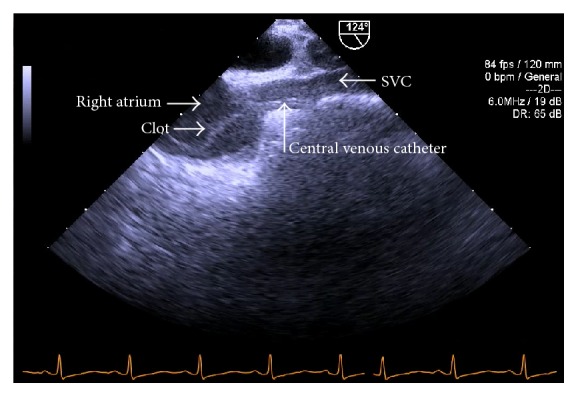 124°
84 fps / 120 mm
0 bpm / General
---2D---
6.0MHz / 19 dB
DR: 65 dB
SVC
Right atrium
Clot
Central venous catheter